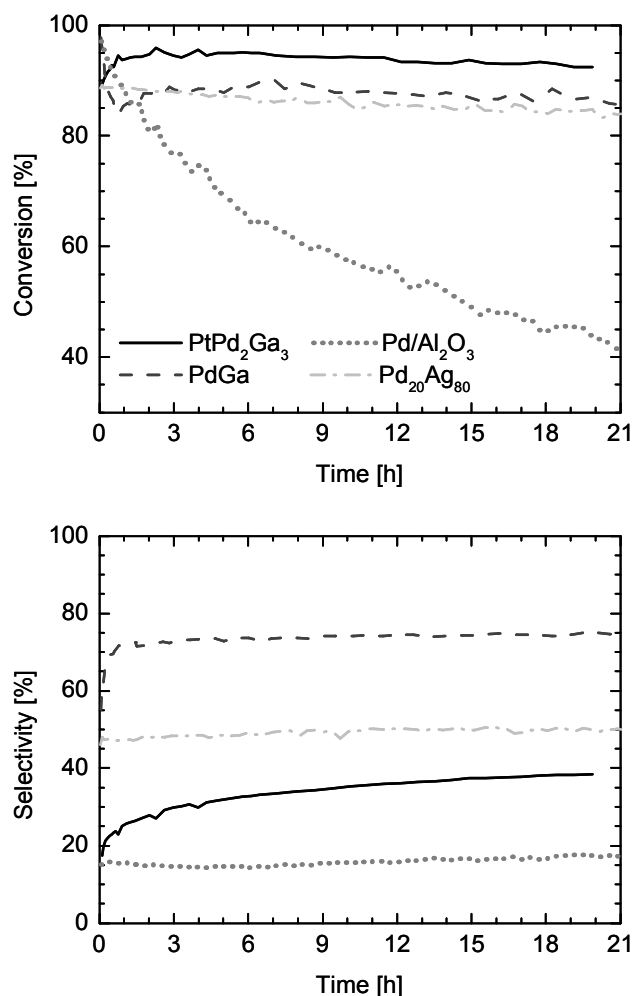 100
80
60
40
Conversion [%]
PtPd₂Ga₃ Pd/Al₂O₃
PdGa Pd₂₀Ag₈₀
0 3 6 9 12 15 18 21
Time [h]
100
80
60
40
20
0
Selectivity [%]
0 3 6 9 12 15 18 21
Time [h]